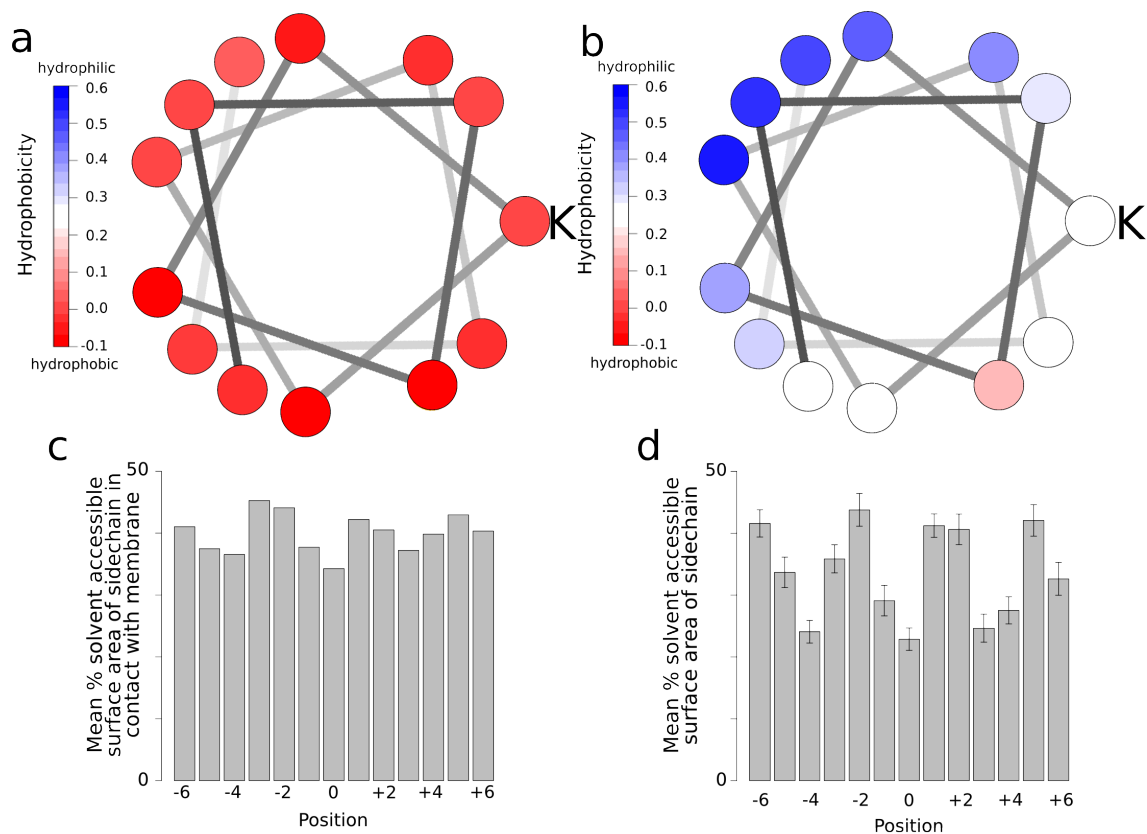 a
hydrophilic
Hydrophobicity
0.6
0.5
0.4
0.3
0.2
0.1
0.0
-0.1
hydrophobic
K
b
hydrophilic
Hydrophobicity
0.6
0.5
0.4
0.3
0.2
0.1
0.0
-0.1
hydrophobic
K
c
Mean % solvent accessible
surface area of sidechain in
contact with membrane
50
0
-6 -4 -2 0 +2 +4 +6
Position
d
Mean % solvent accessible
surface area of sidechain
50
0
-6 -4 -2 0 +2 +4 +6
Position